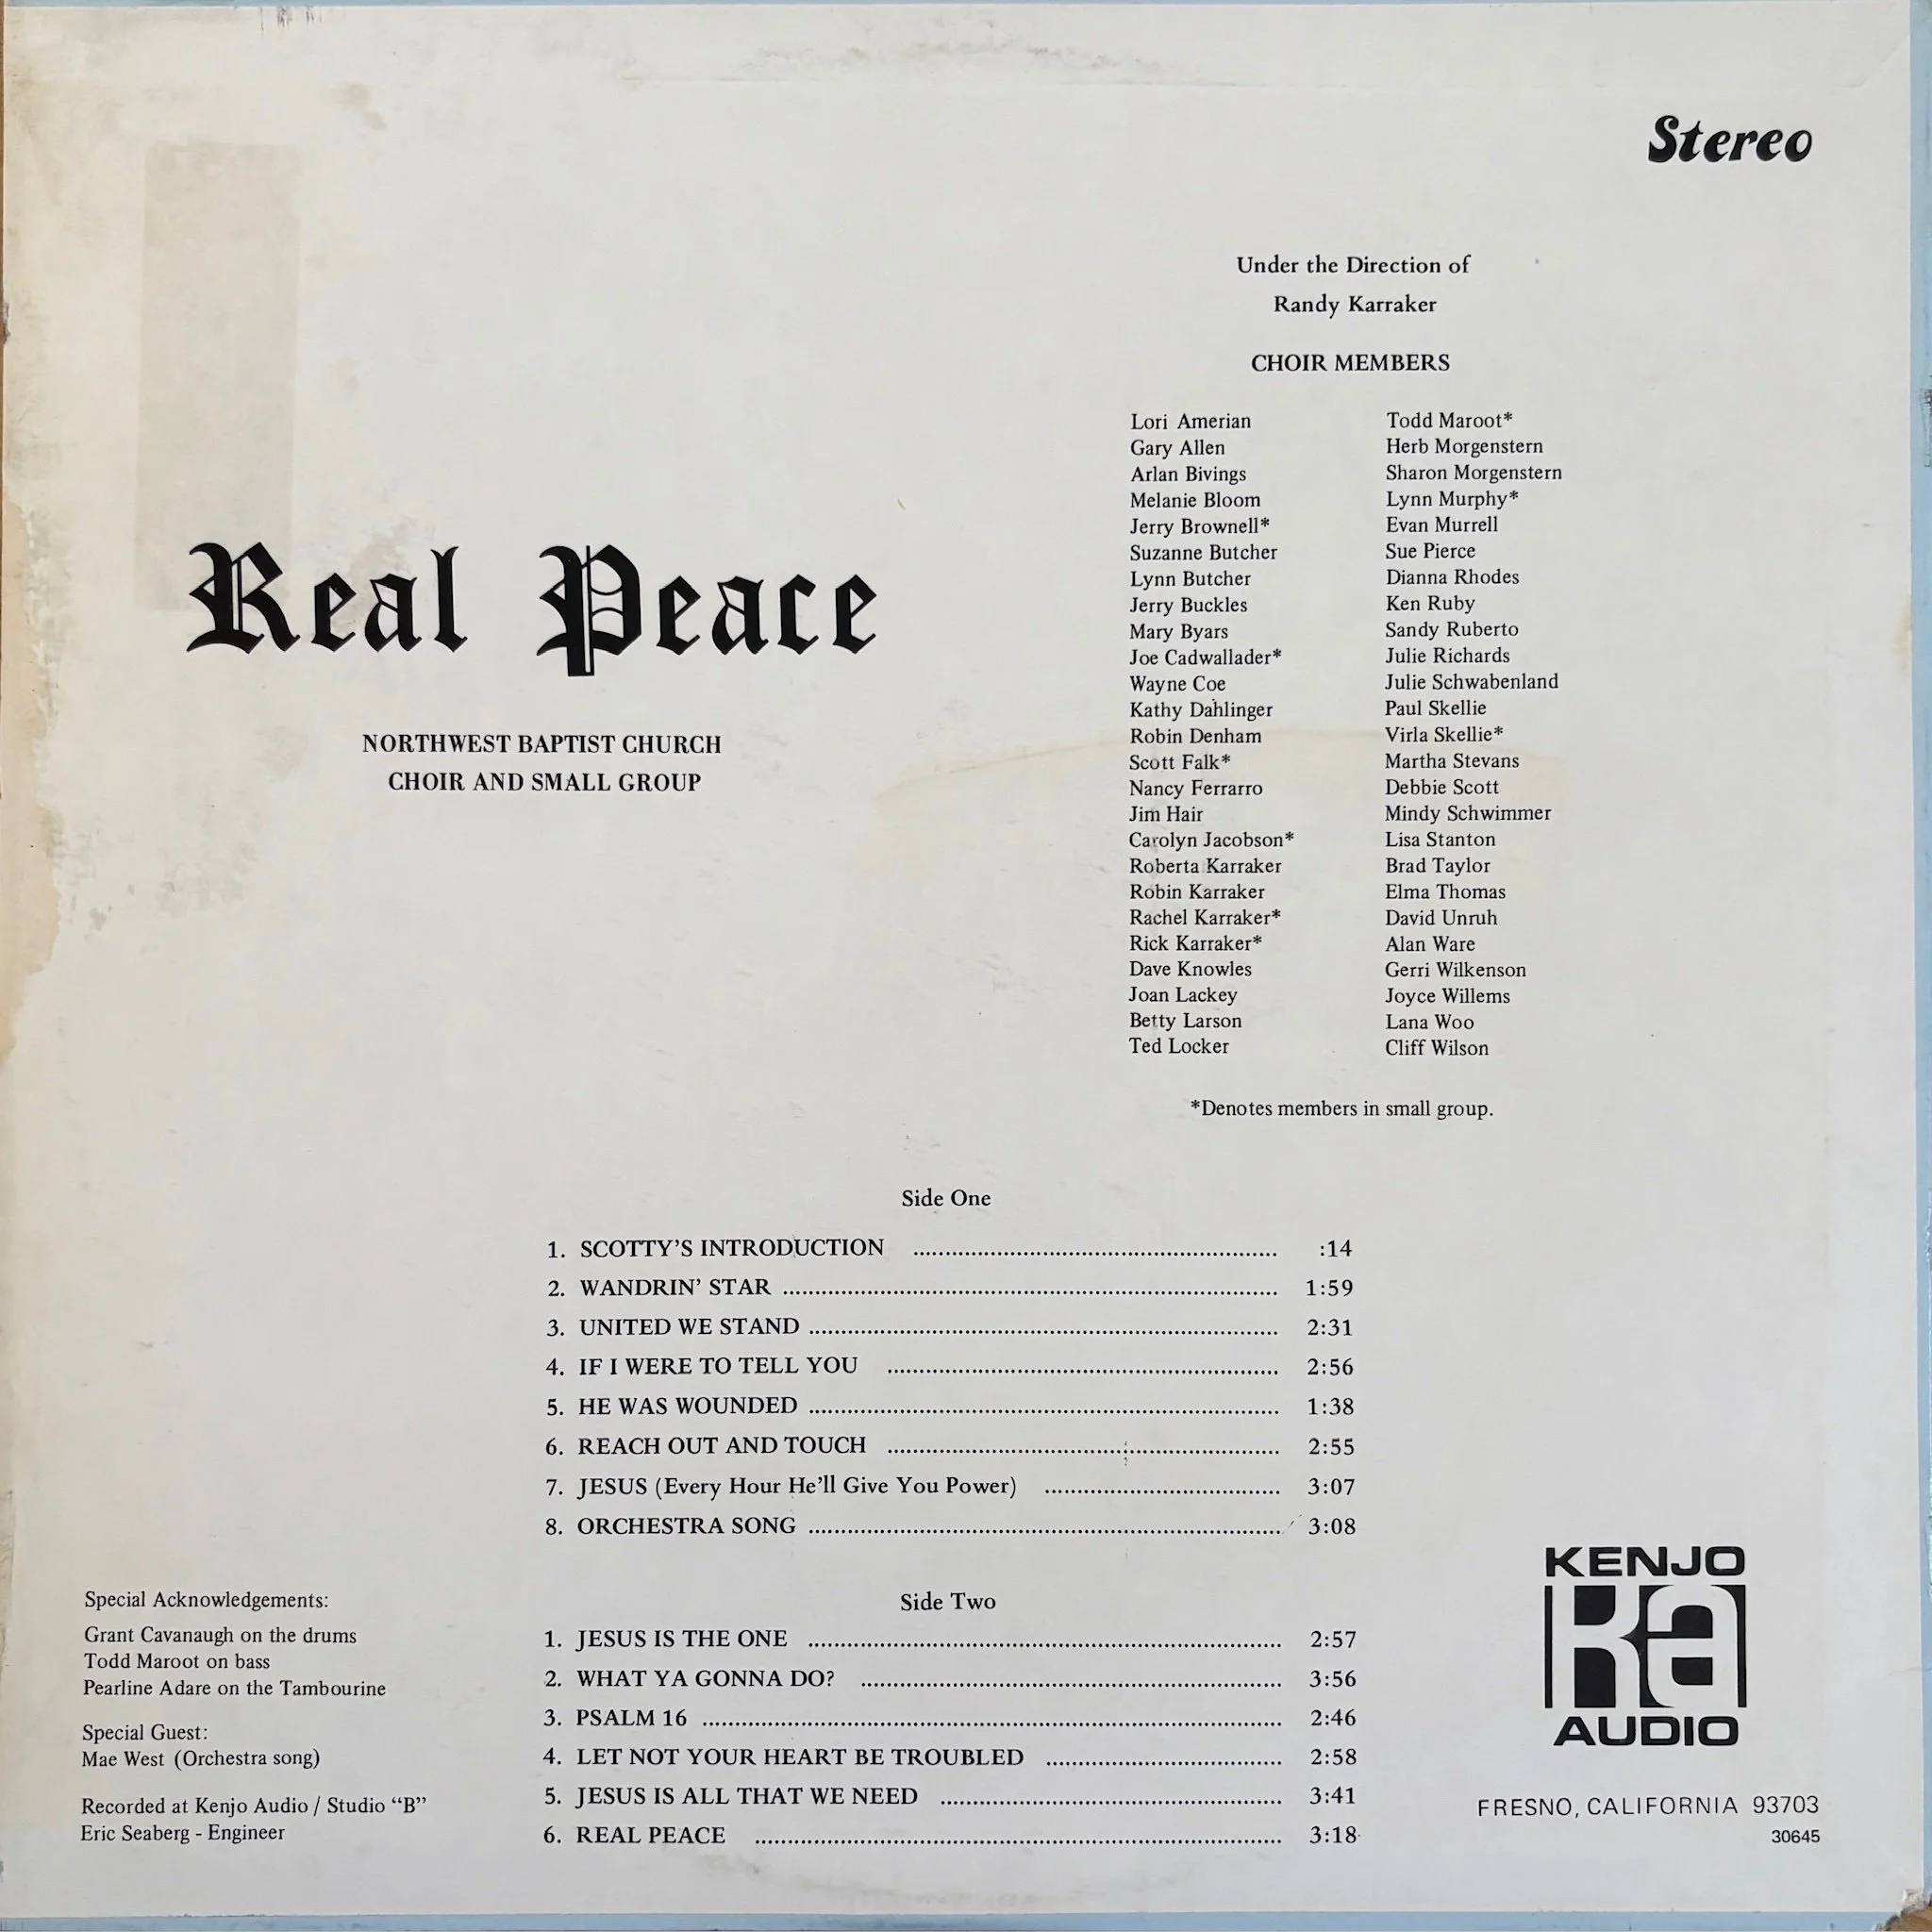 Stereo
Under the Direction of
Randy Karraker
CHOIR MEMBERS
Lori Amerian
Gary Allen
Arlan Bivings
Melanie Bloom
Jerry Brownell*
Suzanne Butcher
Lynn Butcher
Jerry Buckles
Mary Byars
Joe Cadwallader*
Wayne Coe
Kathy Dahlinger
Robin Denham
Scott Falk*
Nancy Ferrarro
Jim Hair
Carolyn Jacobson*
Roberta Karraker
Robin Karraker
Rachel Karraker*
Rick Karraker*
Dave Knowles
Joan Lackey
Betty Larson
Ted Locker
Todd Maroot*
Herb Morgenstern
Sharon Morgenstern
Lynn Murphy*
Evan Murrell
Sue Pierce
Dianna Rhodes
Ken Ruby
Sandy Ruberto
Julie Richards
Julie Schwabenland
Paul Skellie
Virla Skellie*
Martha Stevans
Debbie Scott
Mindy Schwimmer
Lisa Stanton
Brad Taylor
Elma Thomas
David Unruh
Alan Ware
Gerri Wilkenson
Joyce Willems
Lana Woo
Cliff Wilson
*Denotes members in small group.
Real Peace
NORTHWEST BAPTIST CHURCH
CHOIR AND SMALL GROUP
Side One
1. SCOTTY'S INTRODUCTION :14
2. WANDRIN' STAR 1:59
3. UNITED WE STAND 2:31
4. IF I WERE TO TELL YOU 2:56
5. HE WAS WOUNDED 1:38
6. REACH OUT AND TOUCH 2:55
7. JESUS (Every Hour He'll Give You Power) 3:07
8. ORCHESTRA SONG 3:08
Side Two
1. JESUS IS THE ONE 2:57
2. WHAT YA GONNA DO? 3:56
3. PSALM 16 2:46
4. LET NOT YOUR HEART BE TROUBLED 2:58
5. JESUS IS ALL THAT WE NEED 3:41
6. REAL PEACE 3:18
Special Acknowledgements:
Grant Cavanaugh on the drums
Todd Maroot on bass
Pearline Adare on the Tambourine
Special Guest:
Mae West (Orchestra song)
Recorded at Kenjo Audio / Studio "B"
Eric Seaberg - Engineer
KENJO
Ka
AUDIO
FRESNO, CALIFORNIA 93703
30645